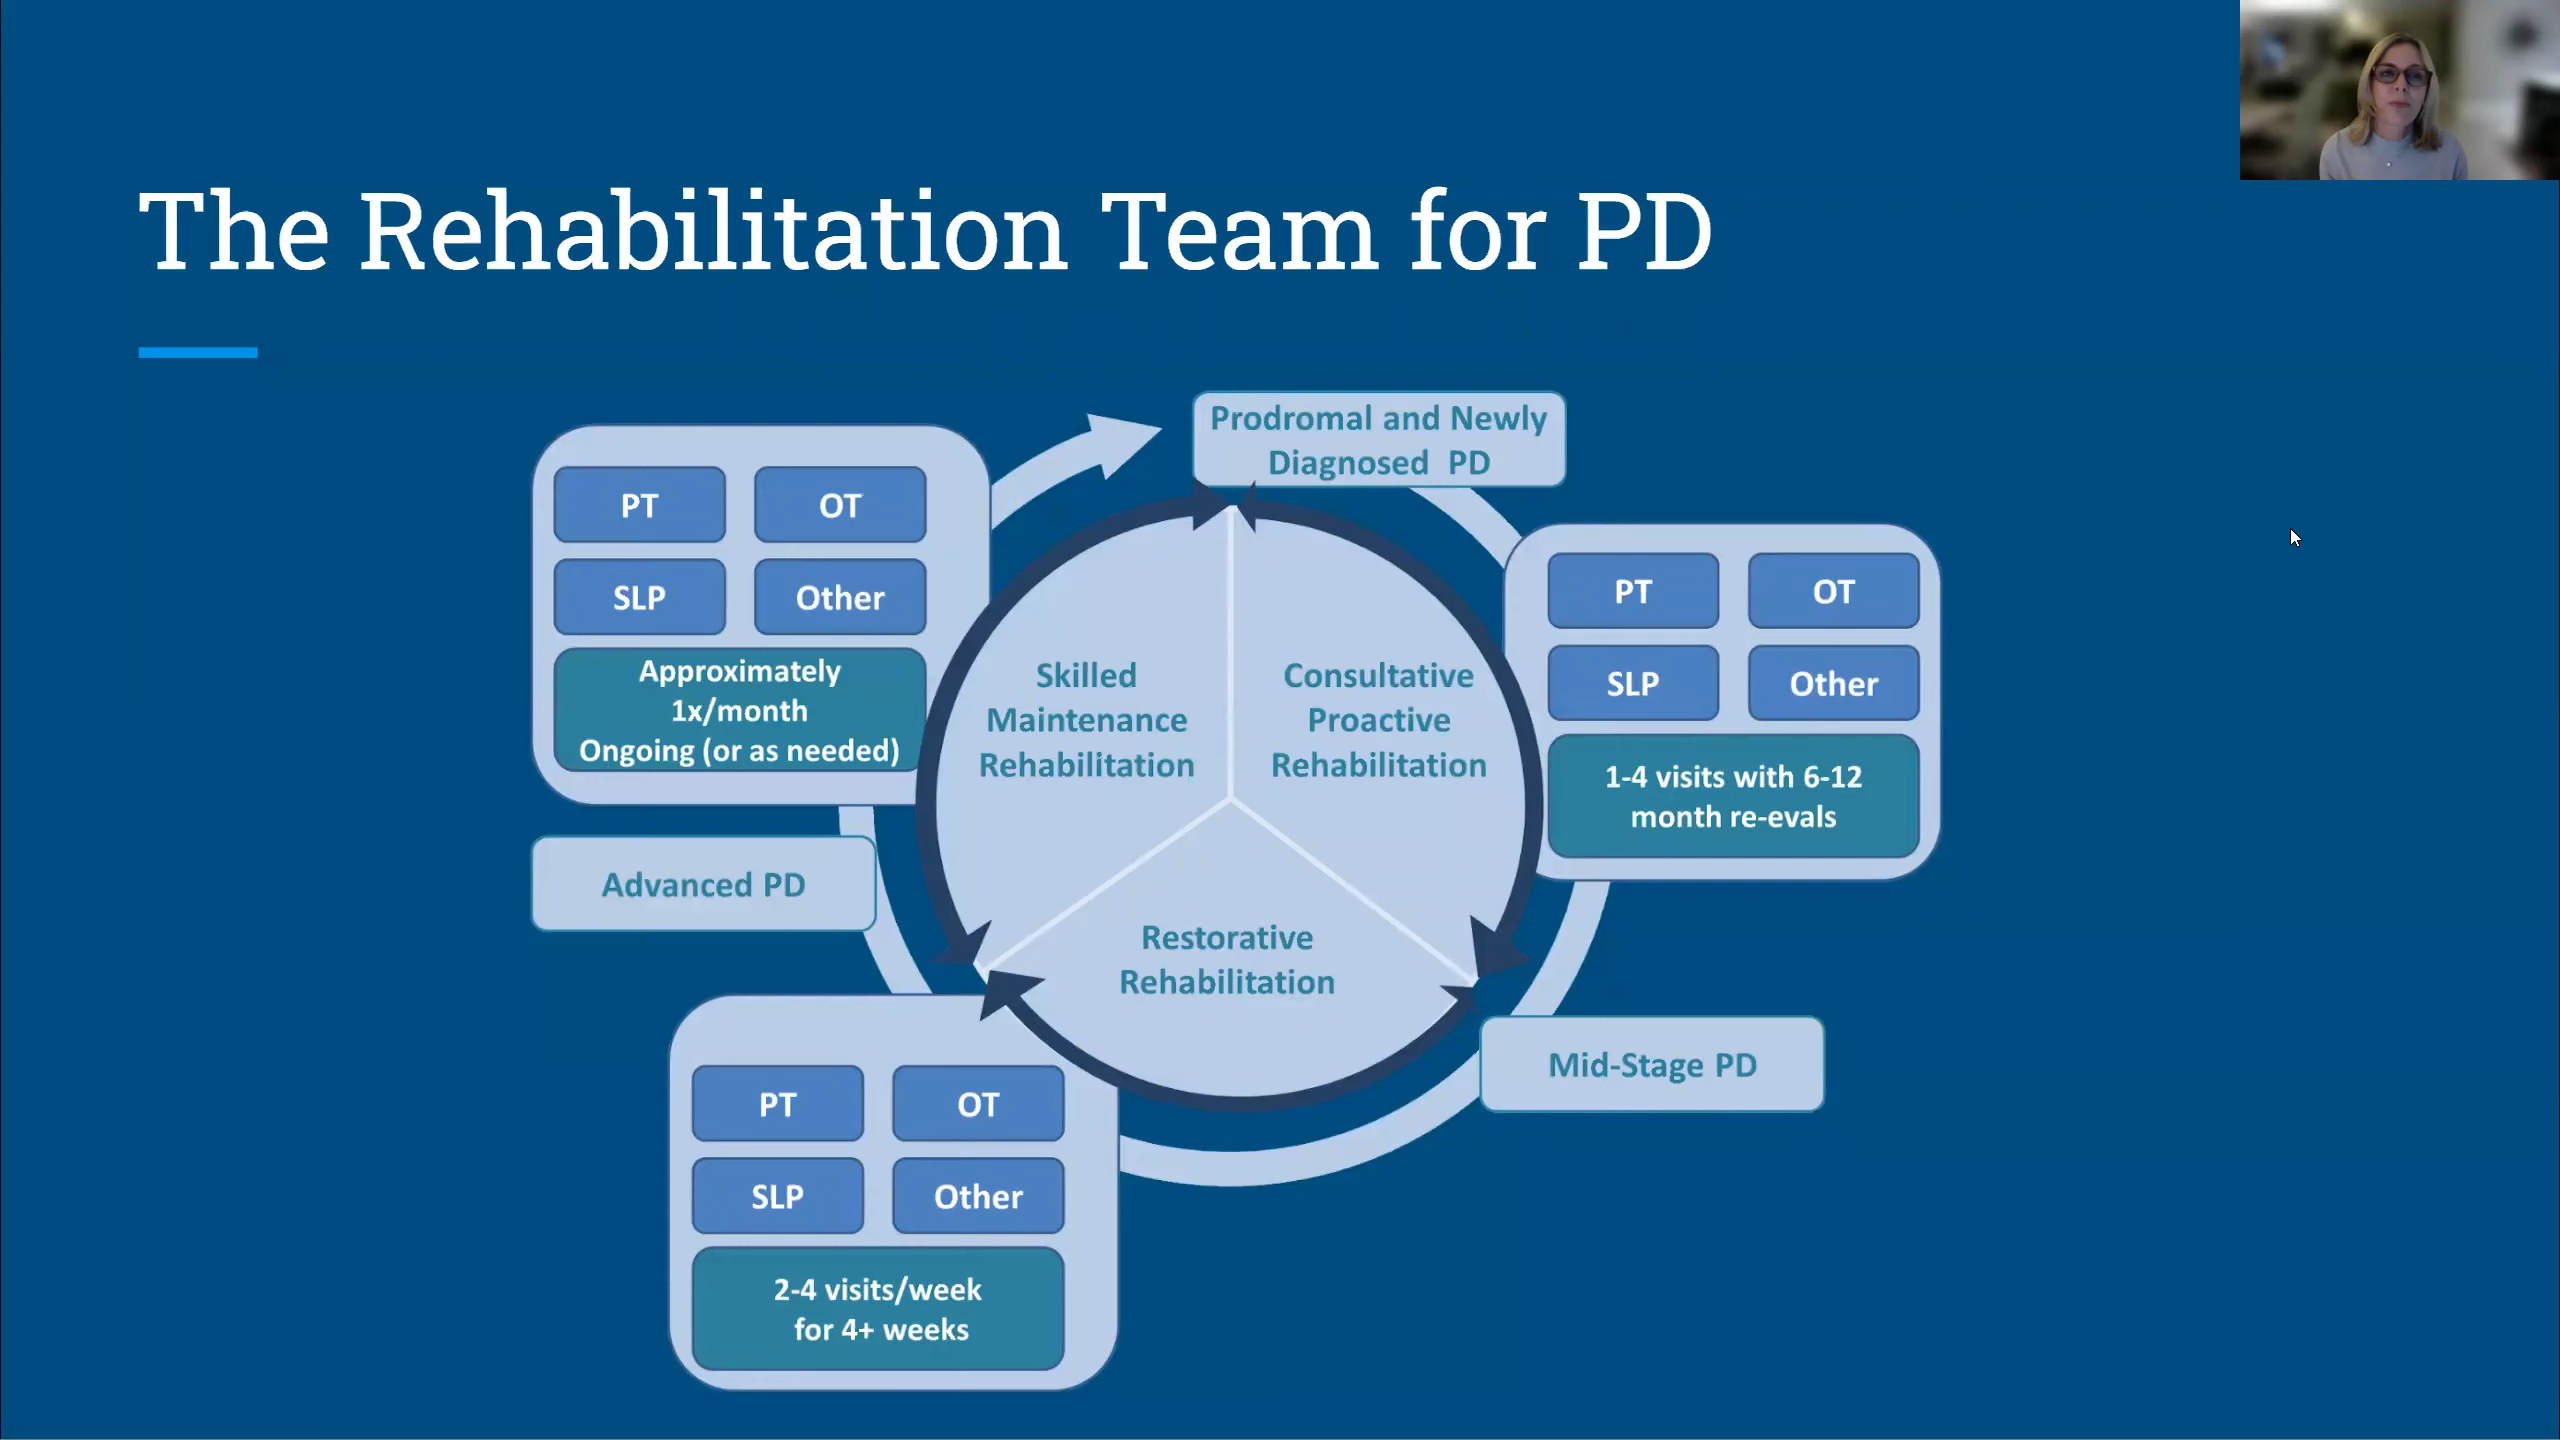 The Rehabilitation Team for PD
Prodromal and Newly
Diagnosed PD
PT
OT
SLP
Other
Approximately
1x/month
Ongoing (or as needed)
Skilled
Maintenance
Rehabilitation
Consultative
Proactive
Rehabilitation
PT
OT
SLP
Other
1-4 visits with 6-12
month re-evals
Advanced PD
Restorative
Rehabilitation
Mid-Stage PD
PT
OT
SLP
Other
2-4 visits/week
for 4+ weeks